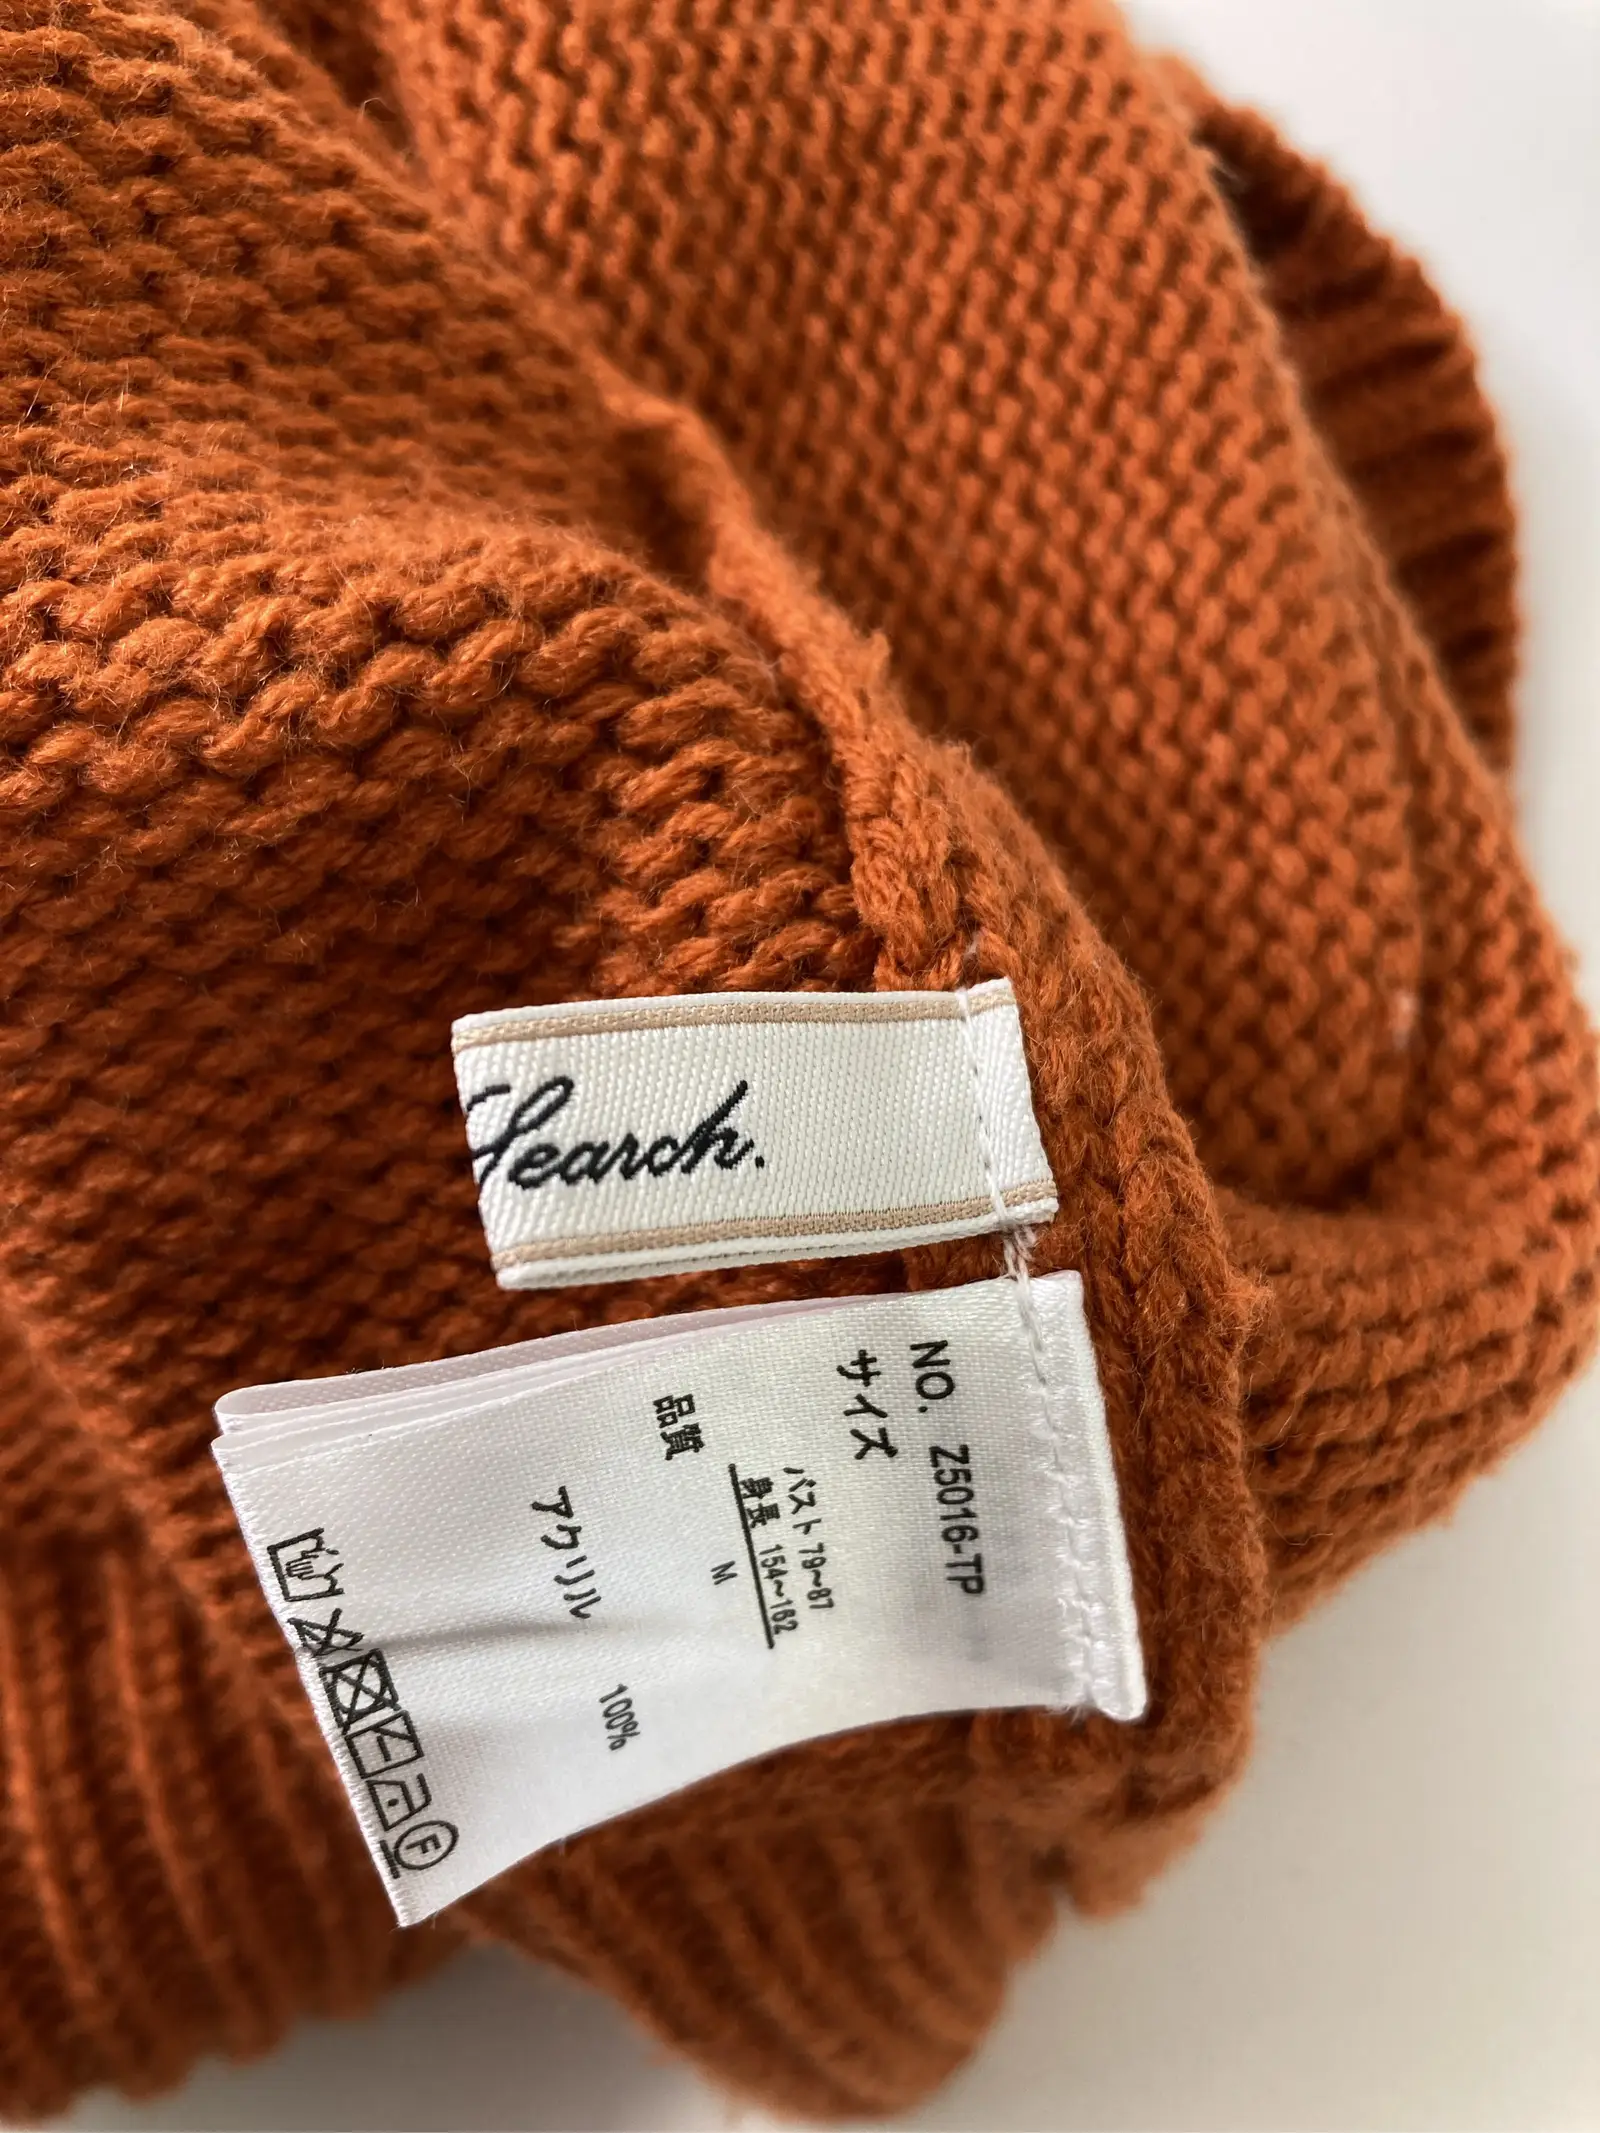 Search.
NO. Z5016-TP
サイズ
バスト 79~87
身長 154~162
M
品質
アクリル 100%
F